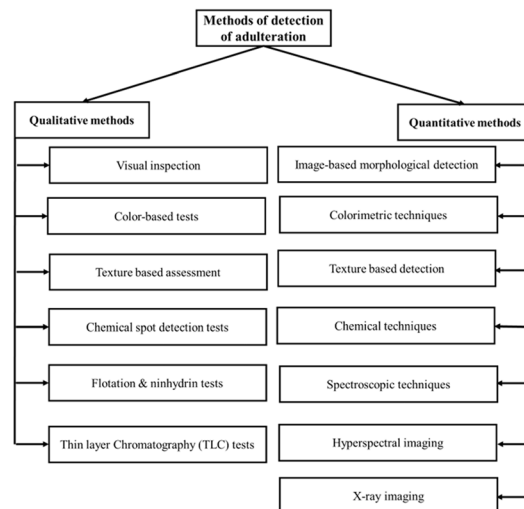 Methods of detection
of adulteration
Qualitative methods
Visual inspection
Color-based tests
Texture based assessment
Chemical spot detection tests
Flotation & ninhydrin tests
Thin layer Chromatography (TLC) tests
Quantitative methods
Image-based morphological detection
Colorimetric techniques
Texture based detection
Chemical techniques
Spectroscopic techniques
Hyperspectral imaging
X-ray imaging